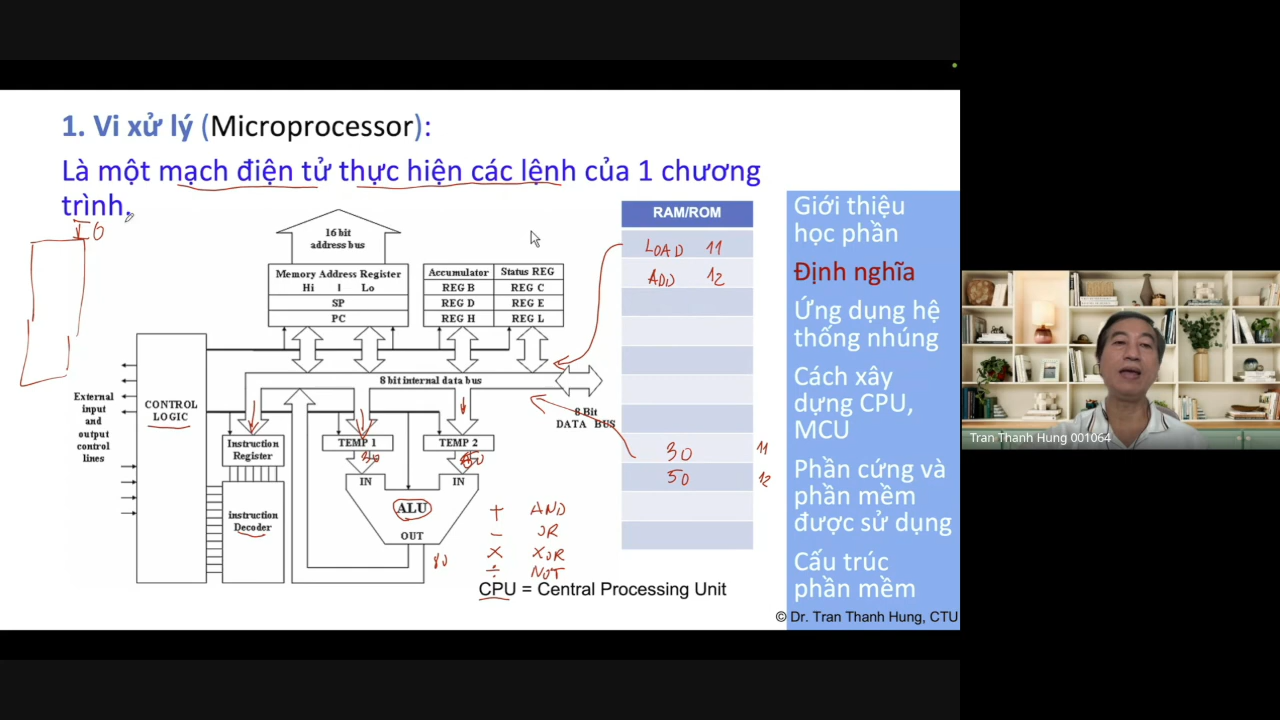 1. Vi xử lý (Microprocessor):
Là một mạch điện tử thực hiện các lệnh của 1 chương
trình.
16 bit
address bus
Memory Address Register
Hi I Lo
SP
PC
Accumulator Status REG
REG B REG C
REG D REG E
REG H REG L
8 bit internal data bus
8 Bit
DATA BUS
External
input
and
output
control
lines
CONTROL
LOGIC
Instruction
Register
instruction
Decoder
TEMP 1
30
TEMP 2
50
IN IN
ALU
OUT
80
+ AND
- OR
× XOR
÷ NOT
CPU = Central Processing Unit
RAM/ROM
LOAD 11
ADD 12
30 11
50 12
Giới thiệu
học phần
Định nghĩa
Ứng dụng hệ
thống nhúng
Cách xây
dựng CPU,
MCU
Phần cứng và
phần mềm
được sử dụng
Cấu trúc
phần mềm
© Dr. Tran Thanh Hung, CTU
Tran Thanh Hung 001064